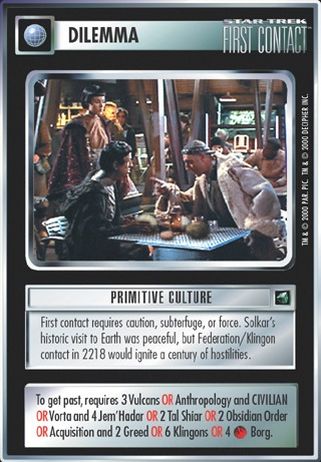 DILEMMA
STAR TREK
FIRST CONTACT™
TM & © 2000 PAR. PIC. TM & © 2000 DECIPHER INC.
PRIMITIVE CULTURE
First contact requires caution, subterfuge, or force. Solkar's
historic visit to Earth was peaceful, but Federation/Klingon
contact in 2218 would ignite a century of hostilities.
To get past, requires 3 Vulcans OR Anthropology and CIVILIAN
OR Vorta and 4 Jem'Hadar OR 2 Tal Shiar OR 2 Obsidian Order
OR Acquisition and 2 Greed OR 6 Klingons OR 4 Borg.